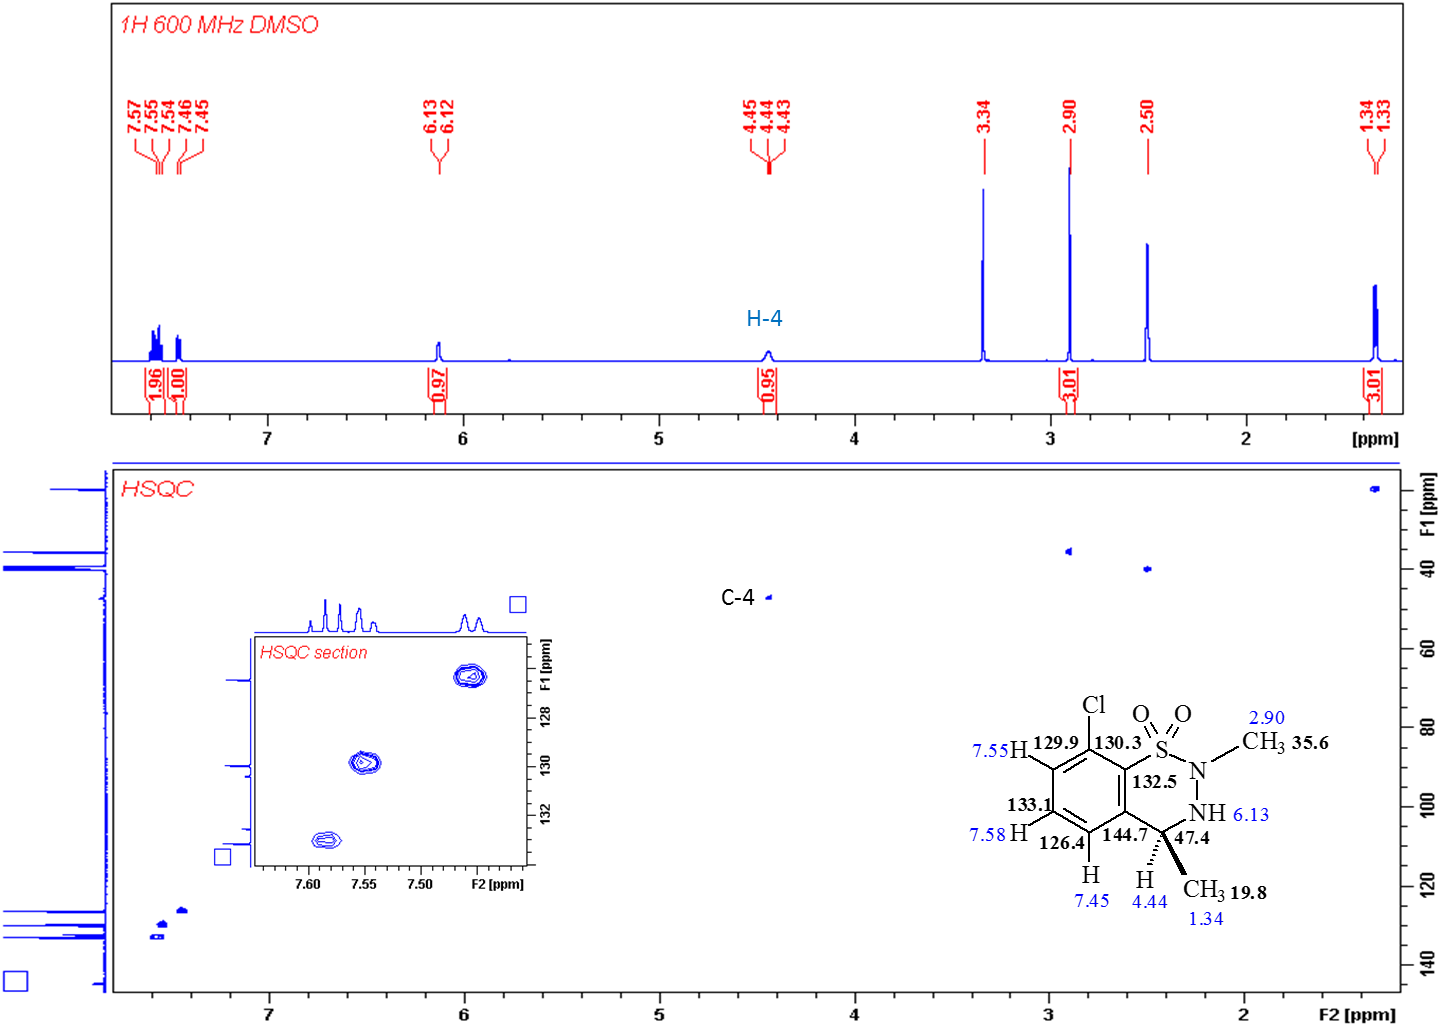 1H 600 MHz DMSO
7.57
7.55
7.54
7.46
7.45
6.13
6.12
4.45
4.44
4.43
3.34
2.90
2.50
1.34
1.33
H-4
1.96
1.00
0.97
0.95
3.01
3.01
7 6 5 4 3 2 [ppm]
HSQC
F1 [ppm]
40
60
80
100
120
140
C-4
HSQC section
F1 [ppm]
128
130
132
7.60 7.55 7.50 F2 [ppm]
Cl
O O
2.90
7.55 H 129.9 130.3 S CH3 35.6
132.5 N
133.1 NH 6.13
7.58 H 126.4 144.7 47.4
H H CH3 19.8
7.45 4.44 1.34
7 6 5 4 3 2 F2 [ppm]